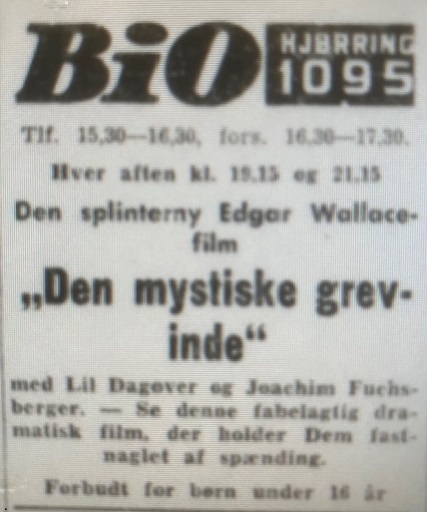 BiO HJØRRING
1095
Tlf. 15,30—16,30, fors. 16,30—17,30.
Hver aften kl. 19,15 og 21,15
Den splinterny Edgar Wallace-
film
„Den mystiske grev-
inde“
med Lil Dagover og Joachim Fuchs-
berger. — Se denne fabelagtig dra-
matisk film, der holder Dem fast-
naglet af spænding.
Forbudt for børn under 16 år